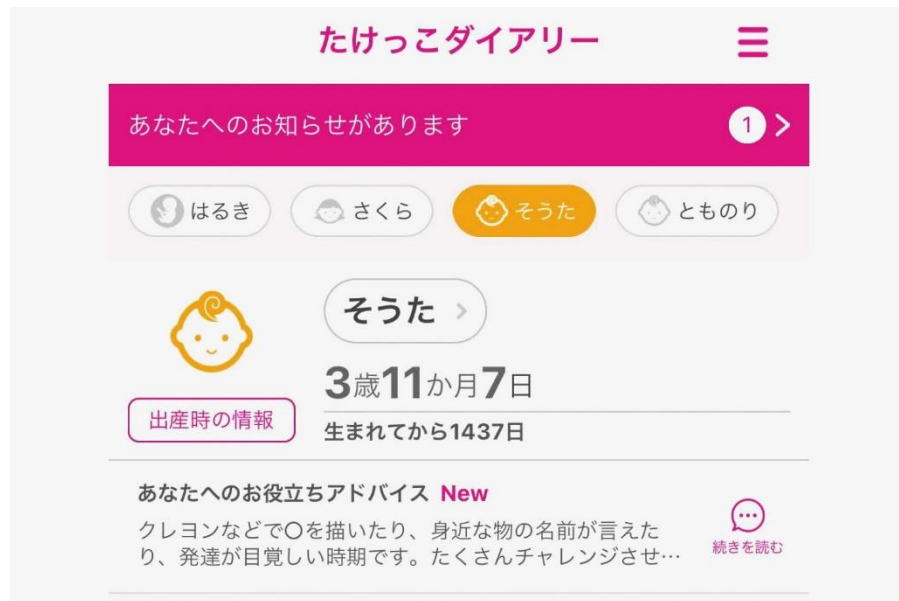 たけっこダイアリー
あなたへのお知らせがあります 1
はるき さくら そうた とものり
そうた
3歳11か月7日
出産時の情報
生まれてから1437日
あなたへのお役立ちアドバイス New
クレヨンなどで〇を描いたり、身近な物の名前が言えた
り、発達が目覚しい時期です。たくさんチャレンジさせ…
続きを読む